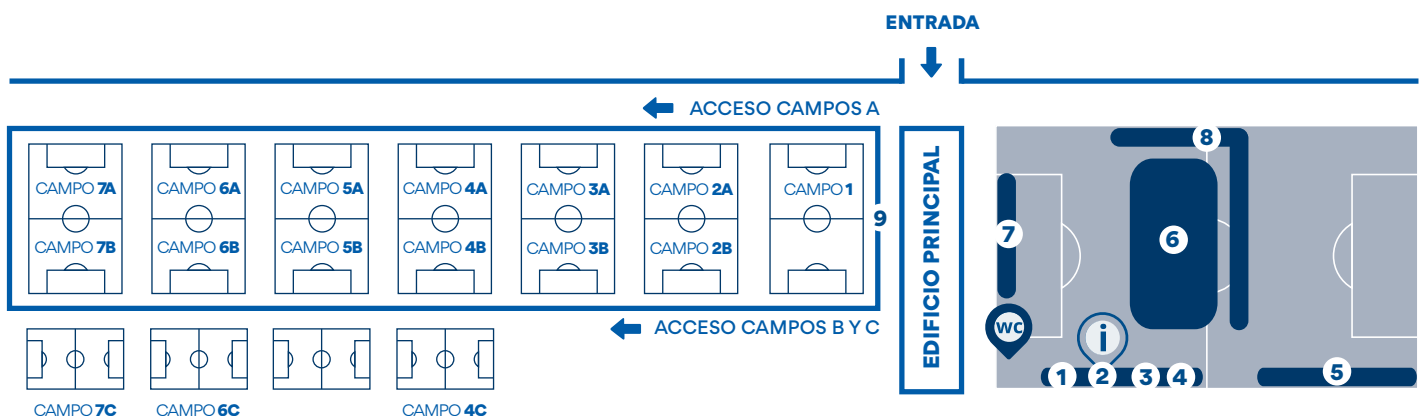 ENTRADA
ACCESO CAMPOS A
CAMPO 7A
CAMPO 6A
CAMPO 5A
CAMPO 4A
CAMPO 3A
CAMPO 2A
CAMPO 1
CAMPO 7B
CAMPO 6B
CAMPO 5B
CAMPO 4B
CAMPO 3B
CAMPO 2B
9
ACCESO CAMPOS B Y C
CAMPO 7C
CAMPO 6C
CAMPO 4C
EDIFICIO PRINCIPAL
8
7
6
WC
i
1
2
3
4
5